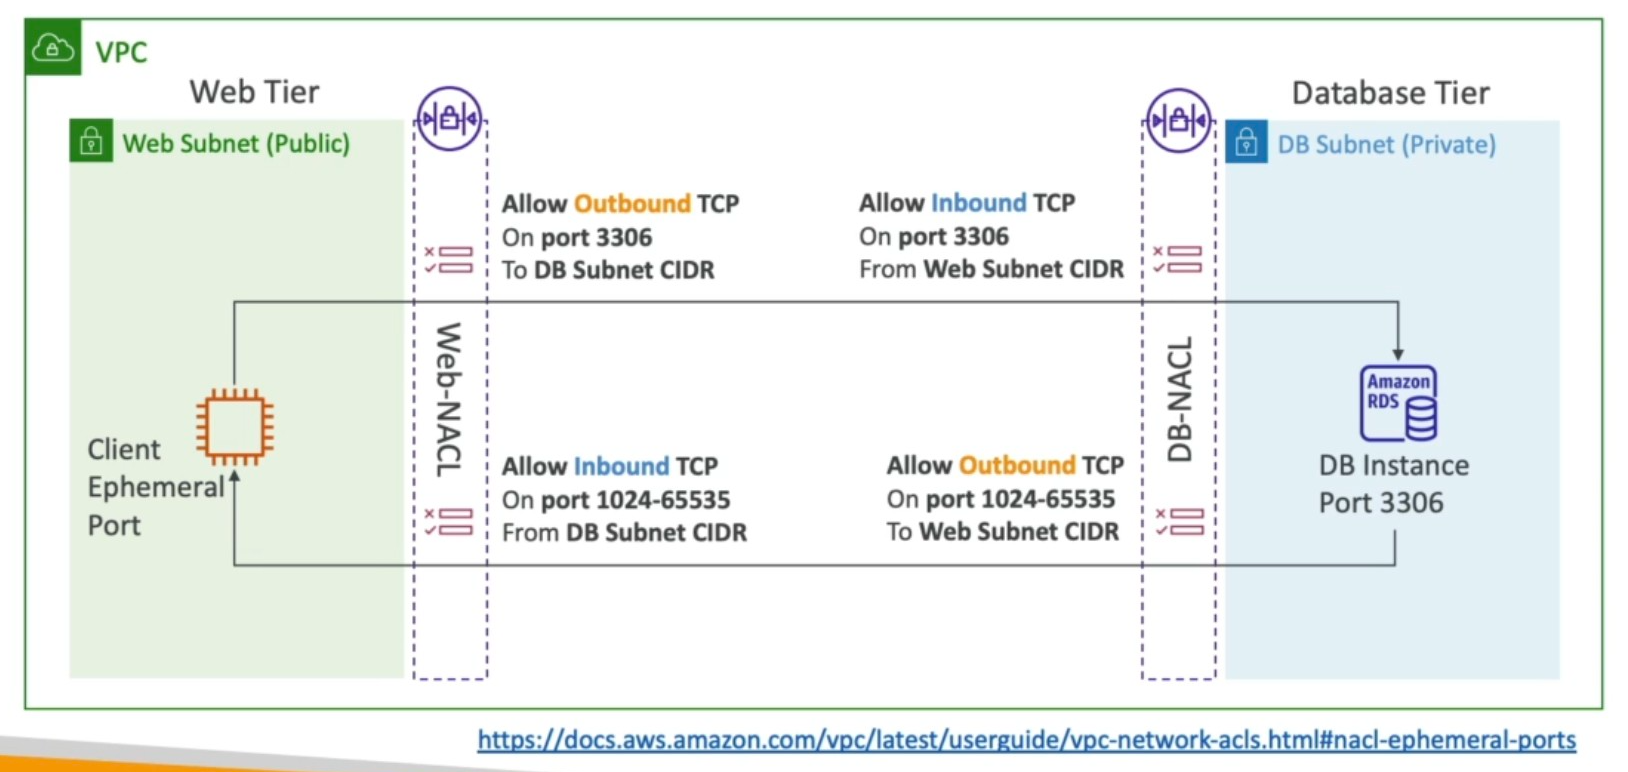 VPC
Web Tier
Database Tier
Web Subnet (Public)
DB Subnet (Private)
Allow Outbound TCP
On port 3306
To DB Subnet CIDR
Allow Inbound TCP
On port 3306
From Web Subnet CIDR
Web-NACL
DB-NACL
Amazon
RDS
Client
Ephemeral
Port
Allow Inbound TCP
On port 1024-65535
From DB Subnet CIDR
Allow Outbound TCP
On port 1024-65535
To Web Subnet CIDR
DB Instance
Port 3306
https://docs.aws.amazon.com/vpc/latest/userguide/vpc-network-acls.html#nacl-ephemeral-ports